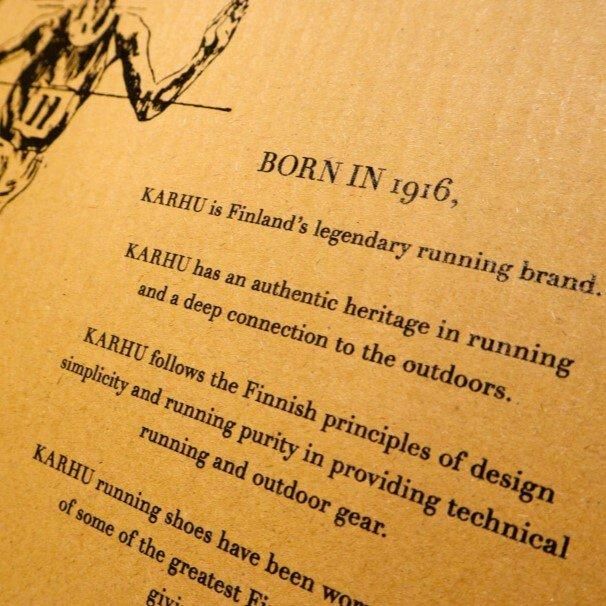 BORN IN 1916,
KARHU is Finland's legendary running brand.
KARHU has an authentic heritage in running
and a deep connection to the outdoors.
KARHU follows the Finnish principles of design
simplicity and running purity in providing technical
running and outdoor gear.
KARHU running shoes have been
of some of the greatest